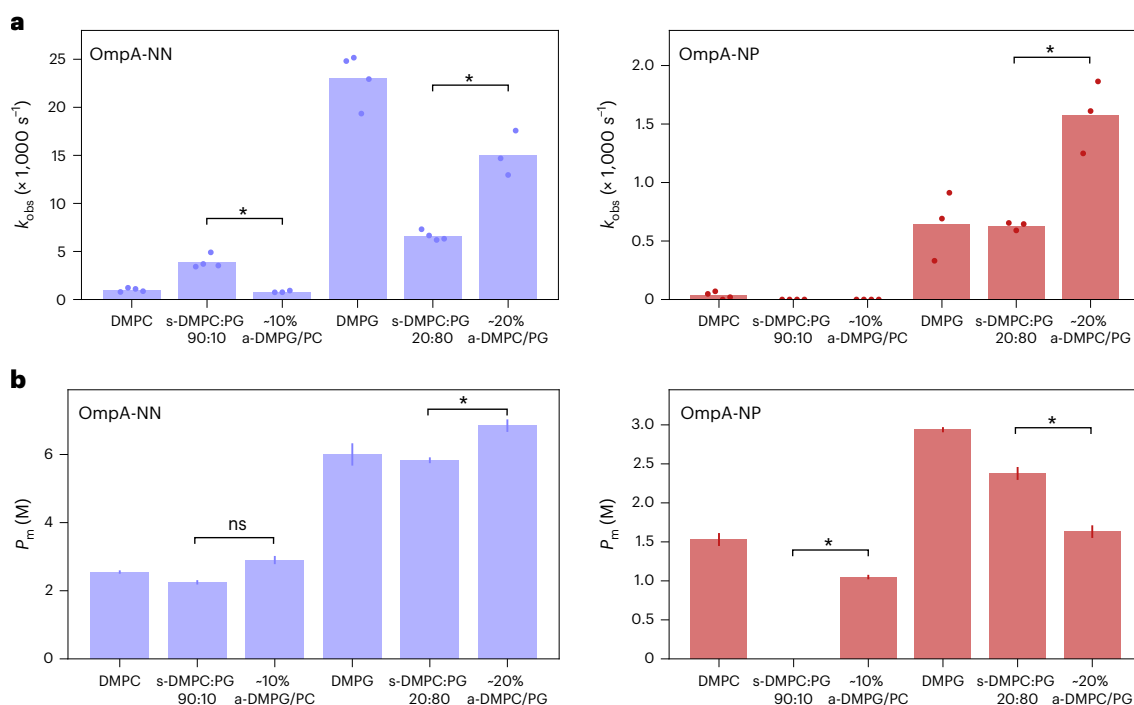 a
OmpA-NN
k_obs (× 1,000 s⁻¹)
25
20
15
10
5
0
*
*
DMPC
s-DMPC:PG
90:10
~10%
a-DMPG/PC
DMPG
s-DMPC:PG
20:80
~20%
a-DMPC/PG
OmpA-NP
k_obs (× 1,000 s⁻¹)
2.0
1.5
1.0
0.5
0
*
DMPC
s-DMPC:PG
90:10
~10%
a-DMPG/PC
DMPG
s-DMPC:PG
20:80
~20%
a-DMPC/PG
b
OmpA-NN
P_m (M)
6
4
2
0
ns
*
DMPC
s-DMPC:PG
90:10
~10%
a-DMPG/PC
DMPG
s-DMPC:PG
20:80
~20%
a-DMPC/PG
OmpA-NP
P_m (M)
3.0
2.5
2.0
1.5
1.0
0.5
0
*
*
DMPC
s-DMPC:PG
90:10
~10%
a-DMPG/PC
DMPG
s-DMPC:PG
20:80
~20%
a-DMPC/PG